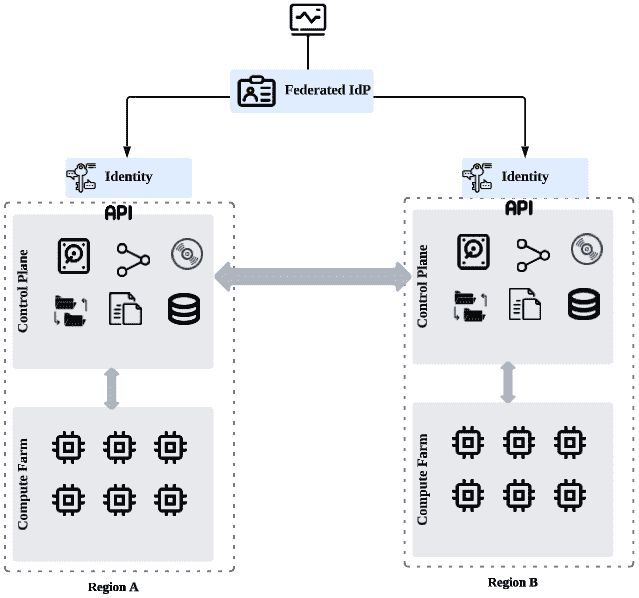 Federated IdP
Identity
Identity
API
API
Control Plane
Control Plane
Compute Farm
Compute Farm
Region A
Region B